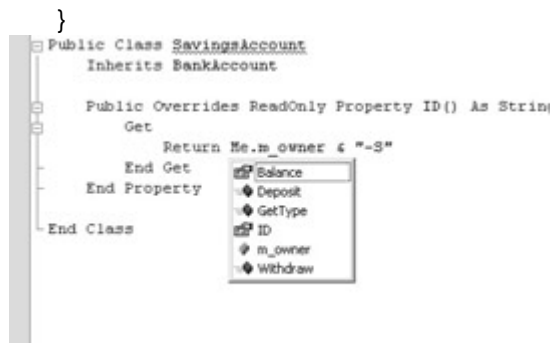 }
Public Class SavingsAccount
Inherits BankAccount
Public Overrides ReadOnly Property ID() As String
Get
Return Me.m_owner & "-S"
End Get
Balance
End Property
Deposit
GetType
End Class
ID
m_owner
Withdraw